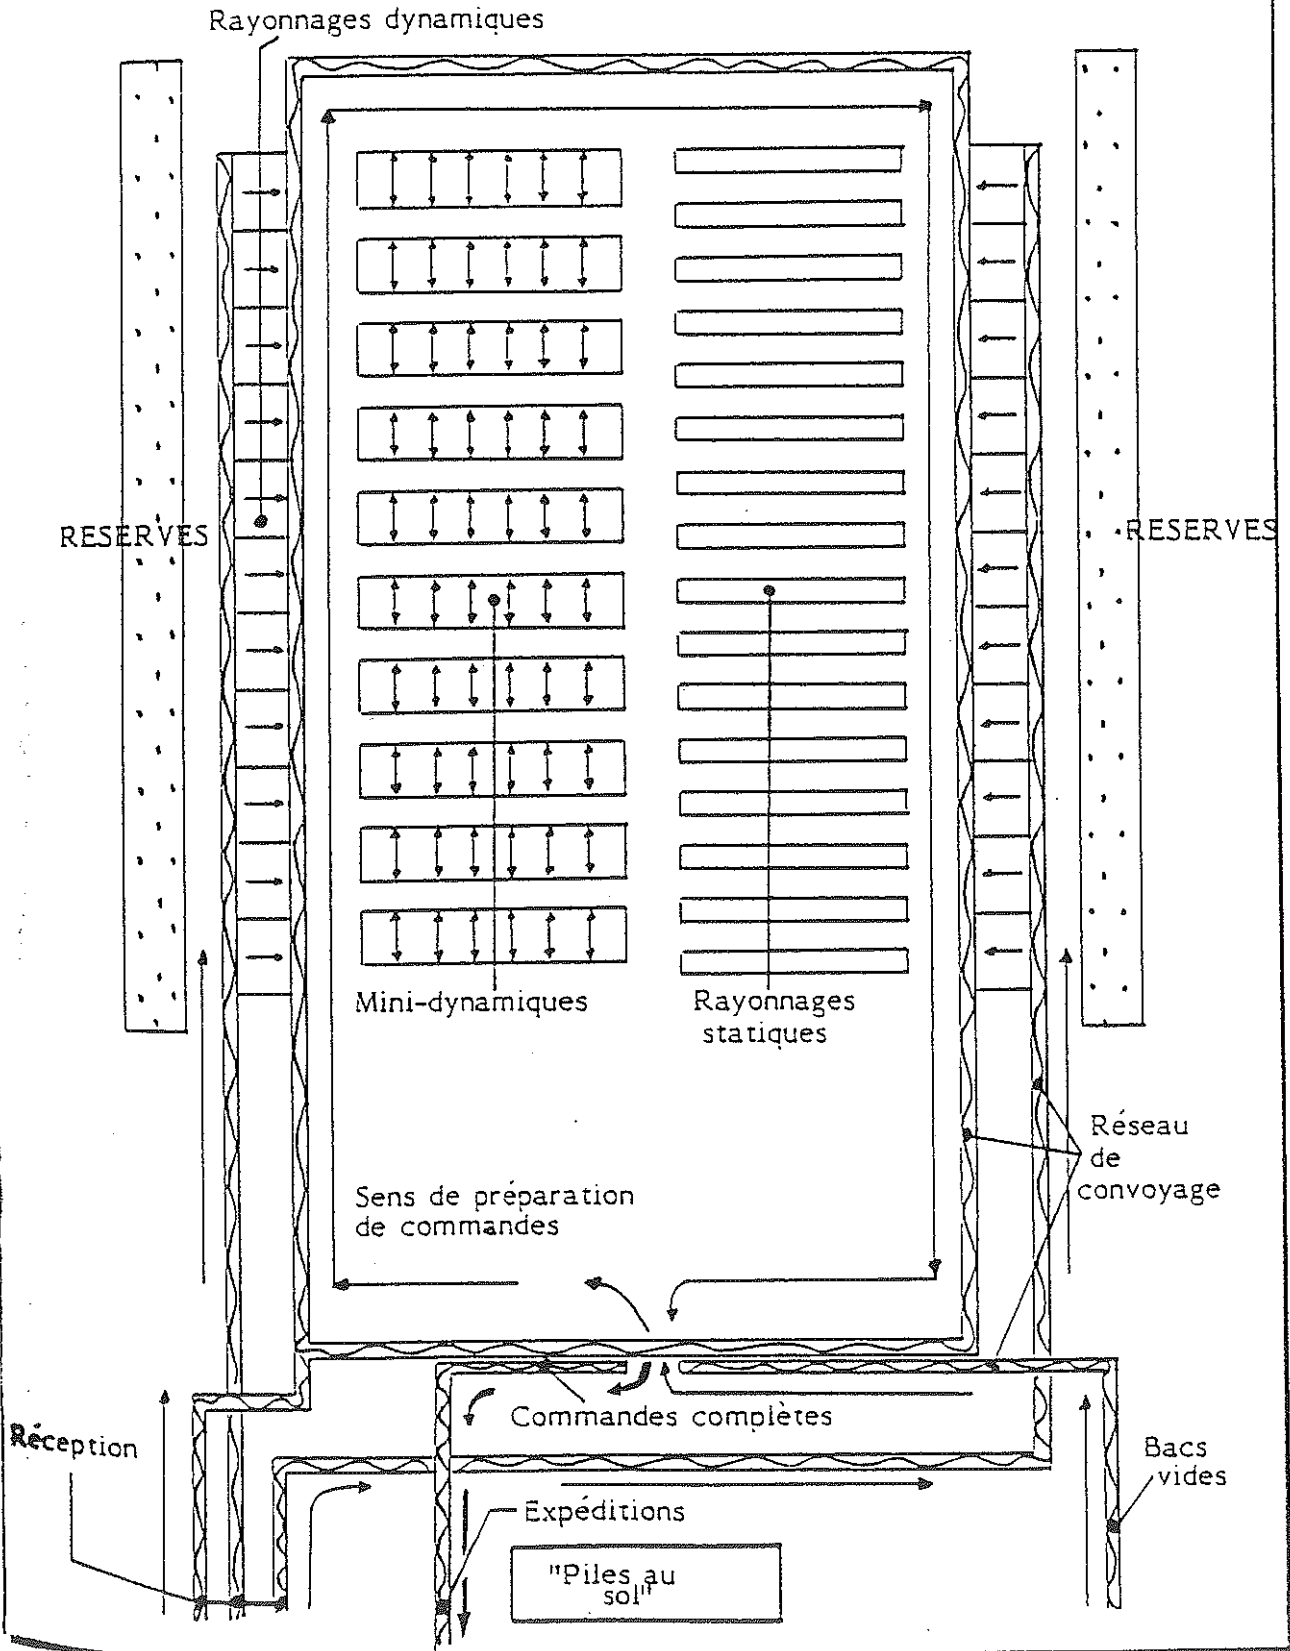 Rayonnages dynamiques
RESERVES
RESERVES
Mini-dynamiques
Rayonnages
statiques
Réseau
de
convoyage
Sens de préparation
de commandes
Commandes complètes
Réception
Bacs
vides
Expéditions
"Piles au
sol"